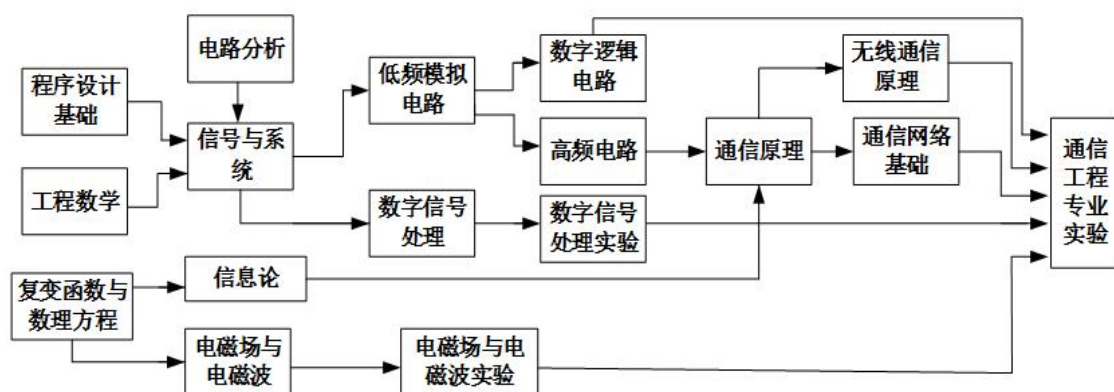 电路分析
程序设计
基础
工程数学
信号与系
统
低频模拟
电路
数字逻辑
电路
高频电路
数字信号
处理
数字信号
处理实验
通信原理
无线通信
原理
通信网络
基础
通信
工程
专业
实验
复变函数与
数理方程
信息论
电磁场与
电磁波
电磁场与电
磁波实验